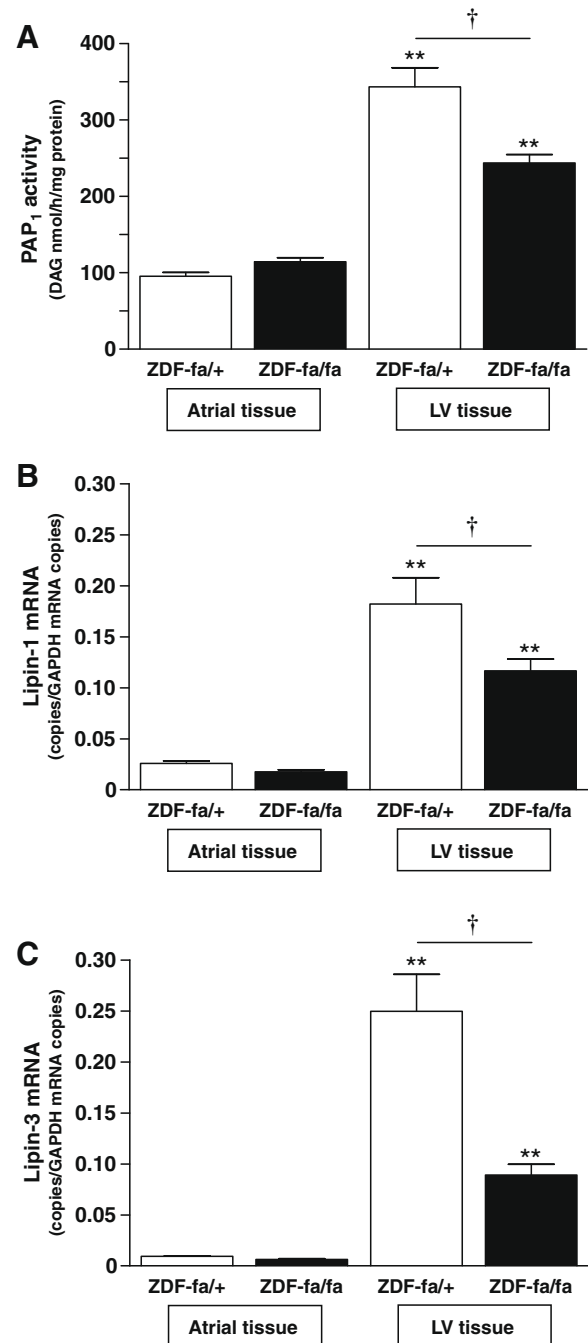 A
†
400
**
300
**
200
100
0
PAP₁ activity
(DAG nmol/h/mg protein)
ZDF-fa/+ ZDF-fa/fa ZDF-fa/+ ZDF-fa/fa
Atrial tissue LV tissue
B
0.30
†
0.25
**
0.20
0.15
**
0.10
0.05
0
Lipin-1 mRNA
(copies/GAPDH mRNA copies)
ZDF-fa/+ ZDF-fa/fa ZDF-fa/+ ZDF-fa/fa
Atrial tissue LV tissue
C
†
0.30
**
0.25
0.20
0.15
**
0.10
0.05
0
Lipin-3 mRNA
(copies/GAPDH mRNA copies)
ZDF-fa/+ ZDF-fa/fa ZDF-fa/+ ZDF-fa/fa
Atrial tissue LV tissue